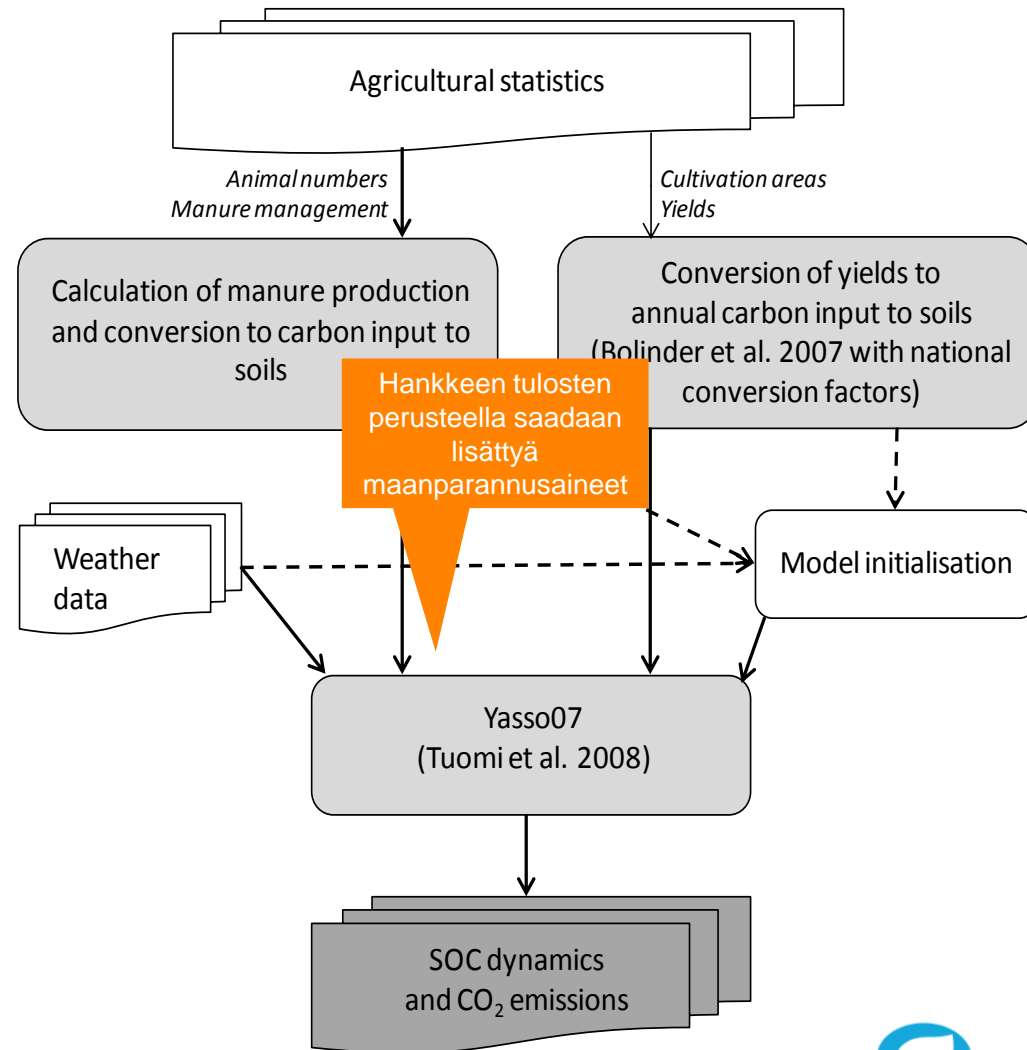 Agricultural statistics
Animal numbers
Manure management
Cultivation areas
Yields
Calculation of manure production
and conversion to carbon input to
soils
Conversion of yields to
annual carbon input to soils
(Bolinder et al. 2007 with national
conversion factors)
Hankkeen tulosten
perusteella saadaan
lisättyä
maanparannusaineet
Weather
data
Model initialisation
Yasso07
(Tuomi et al. 2008)
SOC dynamics
and CO₂ emissions